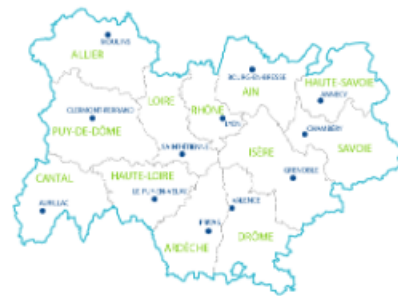 MOULINS
ALLIER
BOURG-EN-BRESSE
AIN
HAUTE-SAVOIE
ANNECY
LOIRE
RHÔNE
CLERMONT-FERRAND
LYON
PUY-DE-DÔME
CHAMBÉRY
SAVOIE
SAINT-ÉTIENNE
ISÈRE
CANTAL
HAUTE-LOIRE
GRENOBLE
LE PUY-EN-VELAY
VALENCE
AURILLAC
PRIVAS
DRÔME
ARDÈCHE